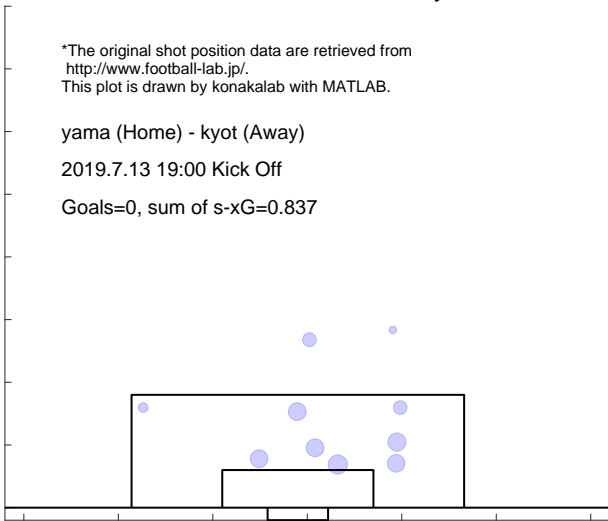 *The original shot position data are retrieved from
http://www.football-lab.jp/.
This plot is drawn by konakalab with MATLAB.
yama (Home) - kyot (Away)
2019.7.13 19:00 Kick Off
Goals=0, sum of s-xG=0.837